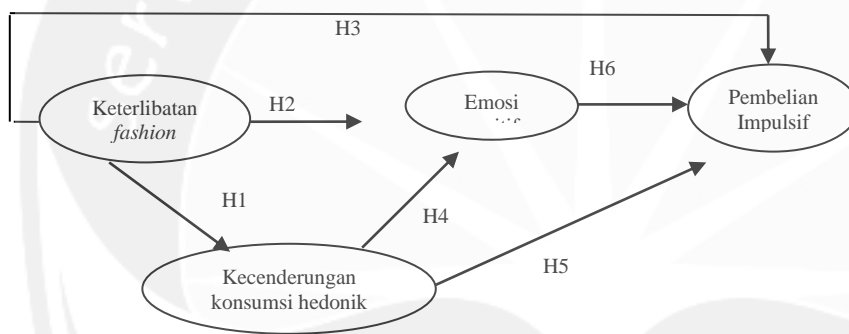 H3
H6
Keterlibatan
fashion
H2
Emosi
Pembelian
Impulsif
H1
H4
Kecenderungan
konsumsi hedonik
H5